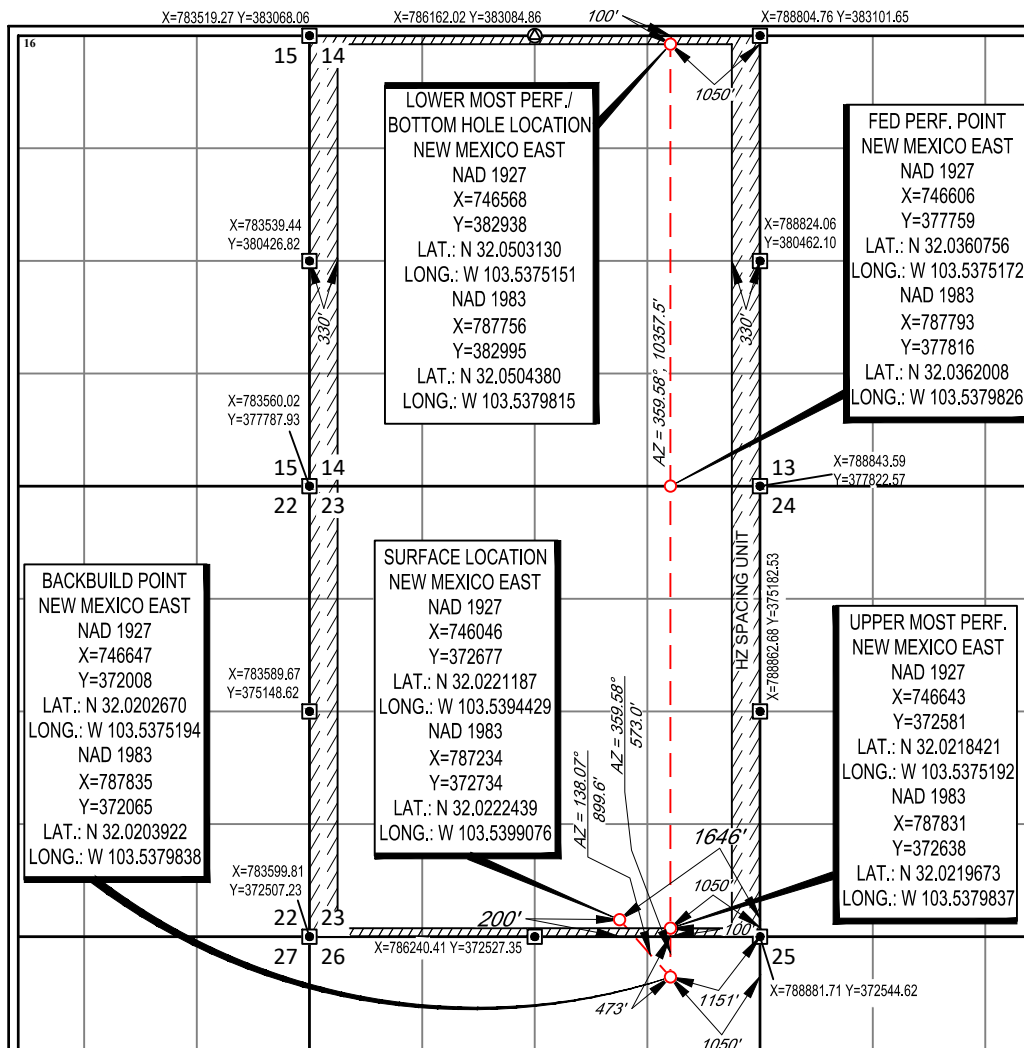 X=783519.27 Y=383068.06
X=786162.02 Y=383084.86
100'
X=788804.76 Y=383101.65
16
15
14
1050'
LOWER MOST PERF./
BOTTOM HOLE LOCATION
NEW MEXICO EAST
NAD 1927
X=746568
Y=382938
LAT.: N 32.0503130
LONG.: W 103.5375151
NAD 1983
X=787756
Y=382995
LAT.: N 32.0504380
LONG.: W 103.5379815
FED PERF. POINT
NEW MEXICO EAST
NAD 1927
X=746606
Y=377759
LAT.: N 32.0360756
LONG.: W 103.5375172
NAD 1983
X=787793
Y=377816
LAT.: N 32.0362008
LONG.: W 103.5379826
X=783539.44
Y=380426.82
X=788824.06
Y=380462.10
330'
330'
AZ = 359.58°, 10357.5'
X=783560.02
Y=377787.93
15
14
22
23
13
24
X=788843.59
Y=377822.57
HZ SPACING UNIT
X=788862.68 Y=375182.53
BACKBUILD POINT
NEW MEXICO EAST
NAD 1927
X=746647
Y=372008
LAT.: N 32.0202670
LONG.: W 103.5375194
NAD 1983
X=787835
Y=372065
LAT.: N 32.0203922
LONG.: W 103.5379838
SURFACE LOCATION
NEW MEXICO EAST
NAD 1927
X=746046
Y=372677
LAT.: N 32.0221187
LONG.: W 103.5394429
NAD 1983
X=787234
Y=372734
LAT.: N 32.0222439
LONG.: W 103.5399076
UPPER MOST PERF.
NEW MEXICO EAST
NAD 1927
X=746643
Y=372581
LAT.: N 32.0218421
LONG.: W 103.5375192
NAD 1983
X=787831
Y=372638
LAT.: N 32.0219673
LONG.: W 103.5379837
X=783589.67
Y=375148.62
AZ = 138.07°
899.6'
AZ = 359.58°
573.0'
1646'
1050'
X=783599.81
Y=372507.23
22
23
200'
100'
27
26
X=786240.41 Y=372527.35
25
X=788881.71 Y=372544.62
473'
1151'
1050'